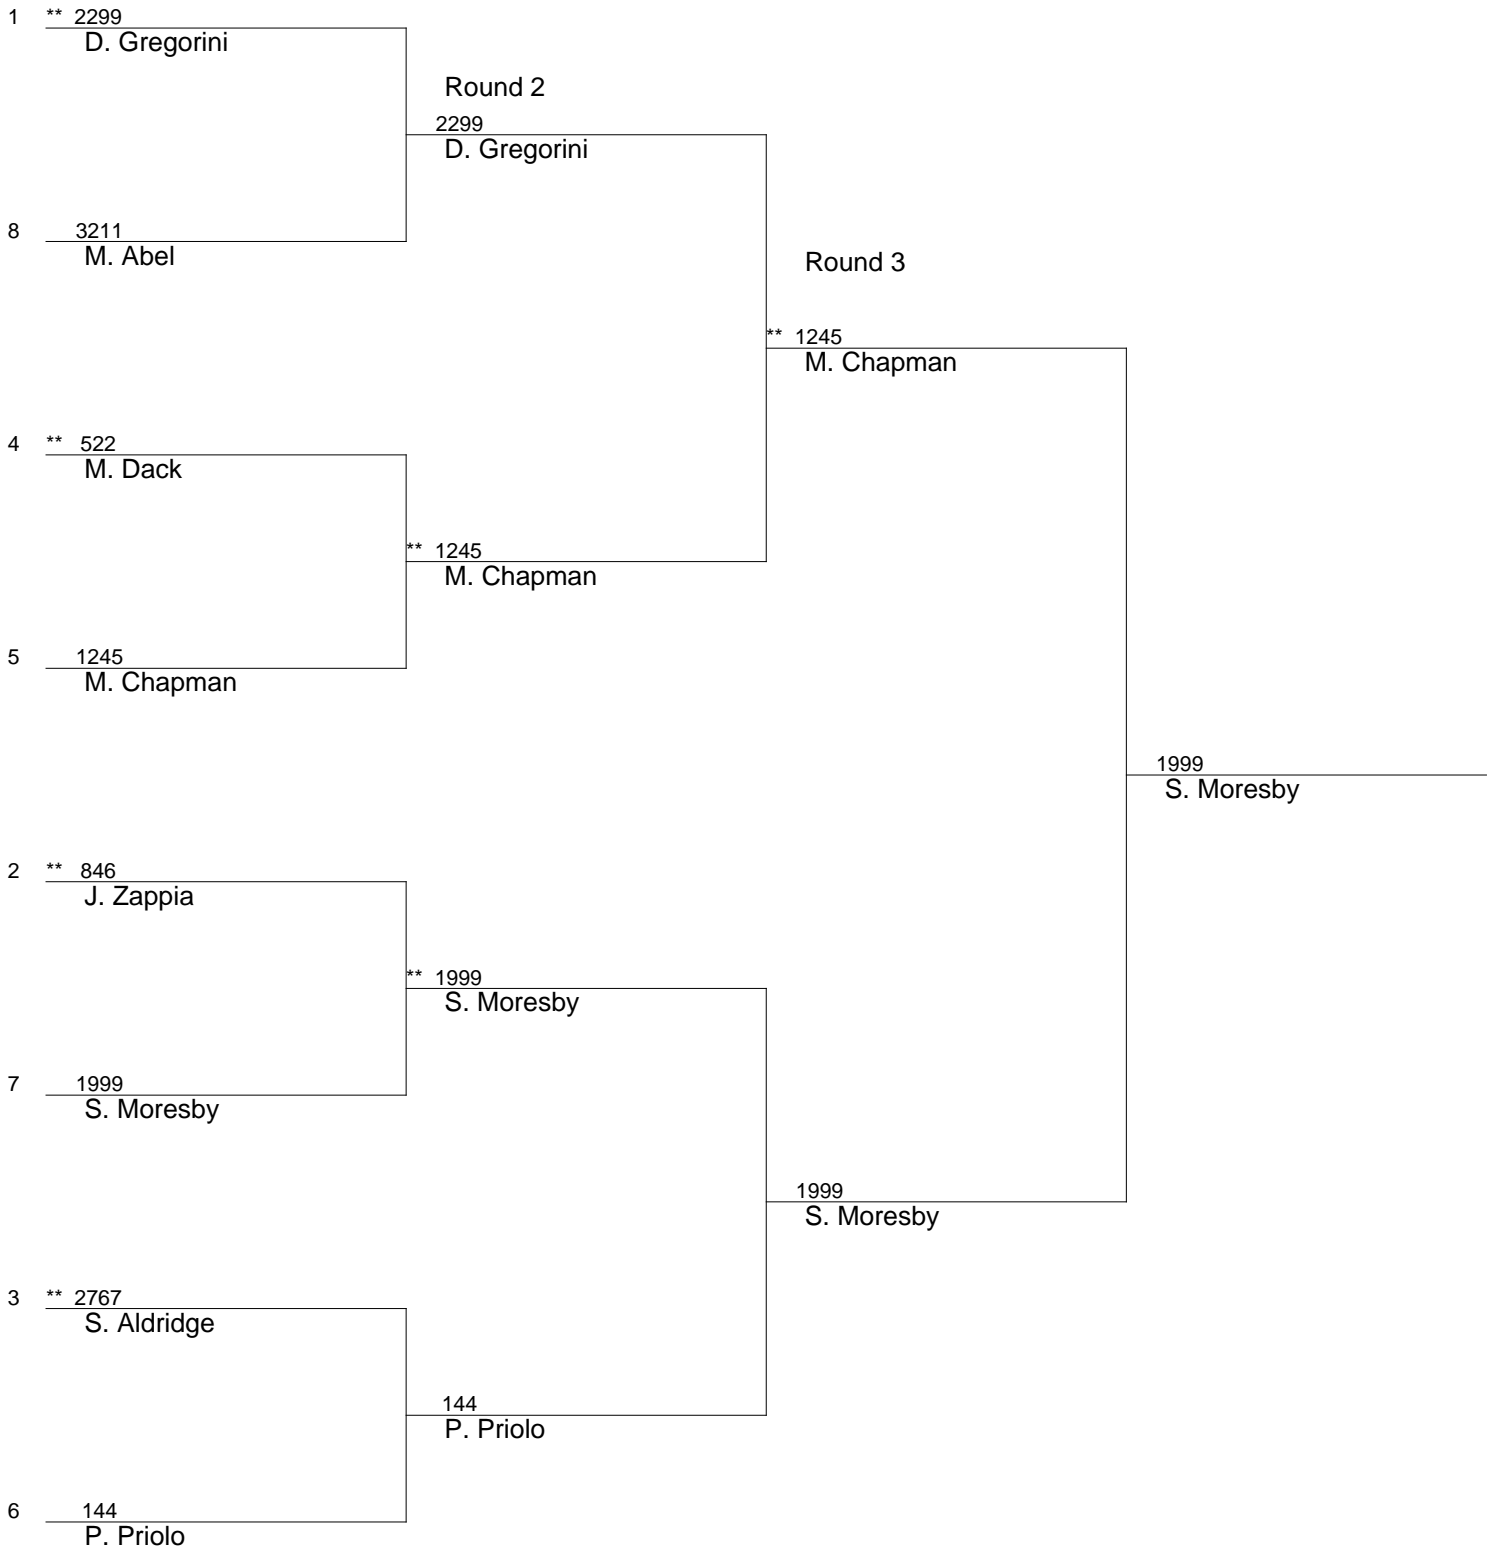 1 ** 2299
D. Gregorini
Round 2
2299
D. Gregorini
8 3211
M. Abel
Round 3
** 1245
M. Chapman
4 ** 522
M. Dack
** 1245
M. Chapman
5 1245
M. Chapman
1999
S. Moresby
2 ** 846
J. Zappia
** 1999
S. Moresby
7 1999
S. Moresby
1999
S. Moresby
3 ** 2767
S. Aldridge
144
P. Priolo
6 144
P. Priolo